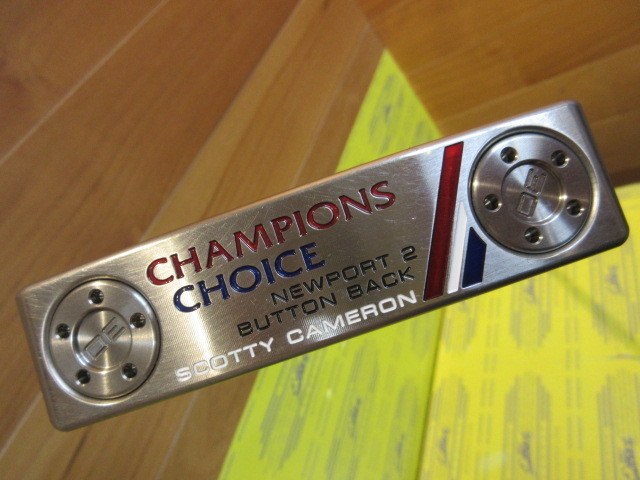 CHAMPIONS
CHOICE
NEWPORT 2
BUTTON BACK
SCOTTY CAMERON